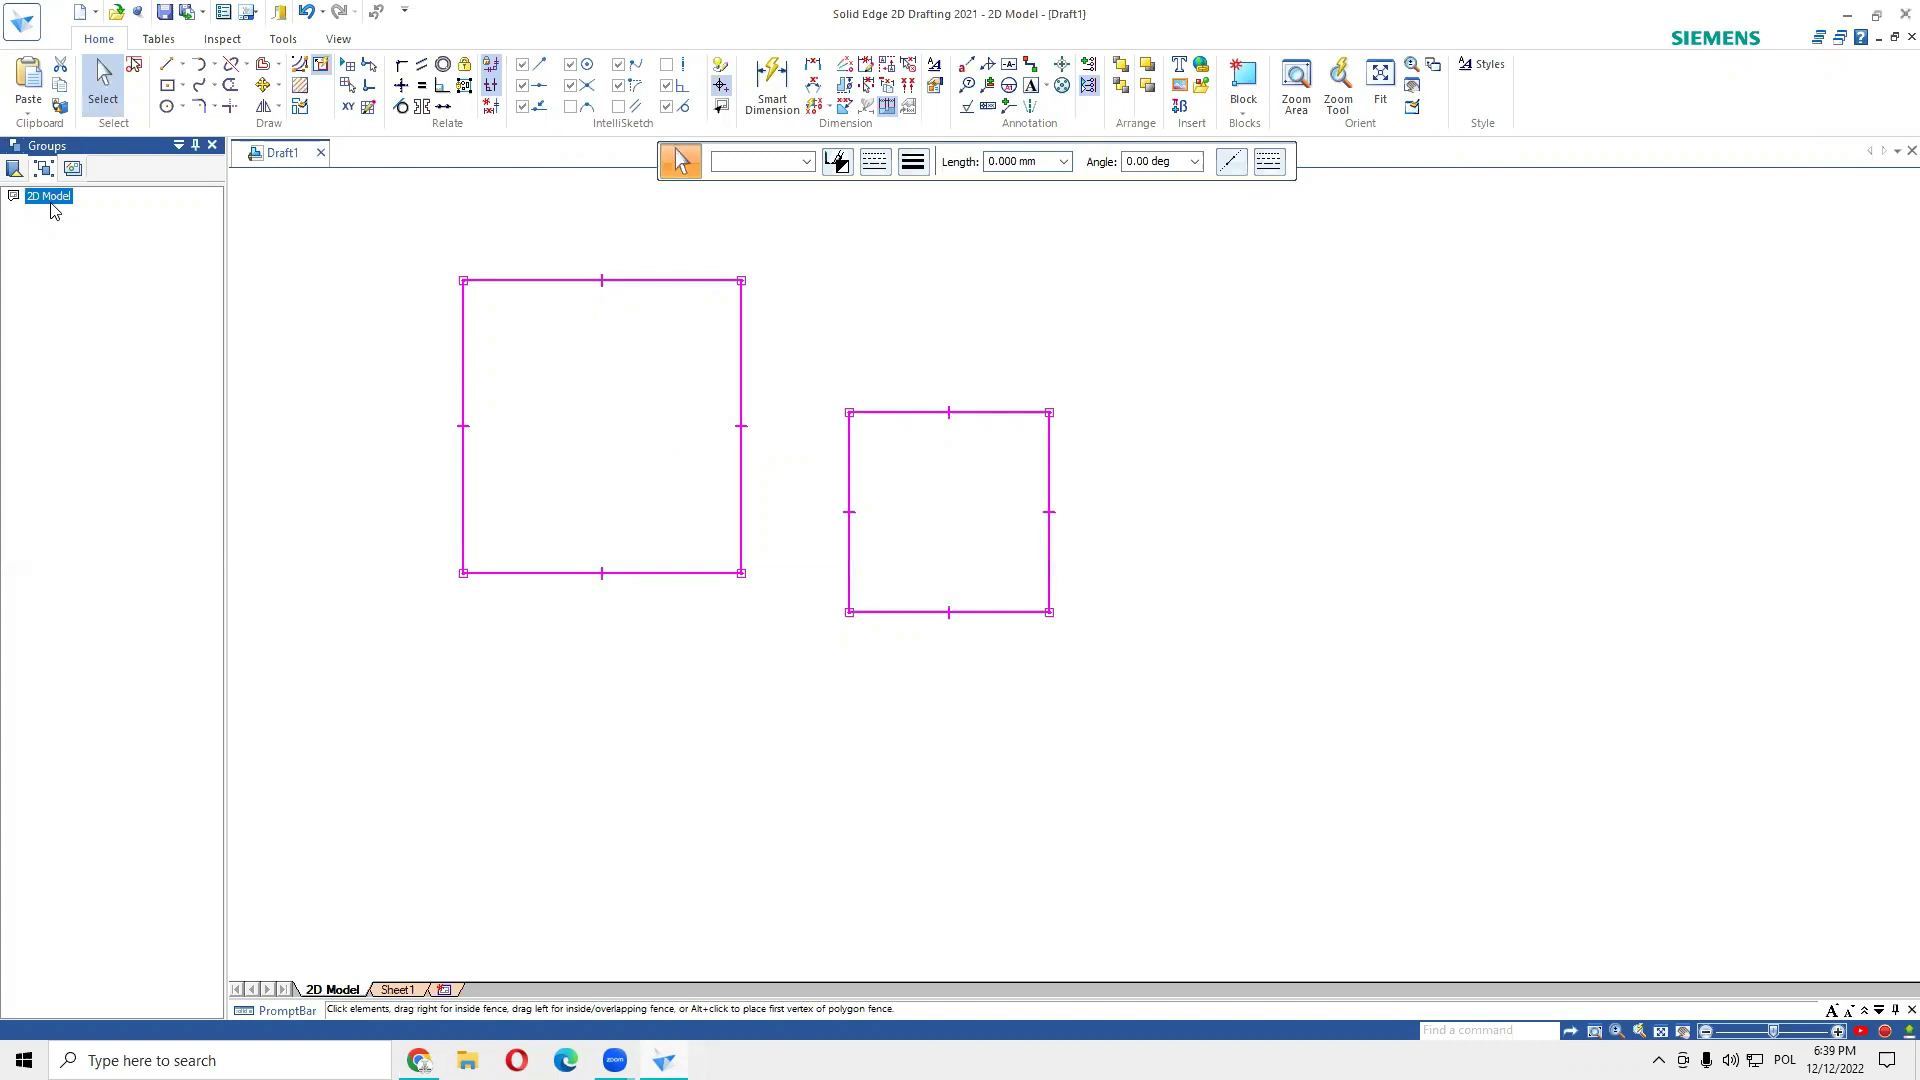 Solid Edge 2D Drafting 2021 - 2D Model - [Draft1]
Home Tables Inspect Tools View
SIEMENS
Paste
Select
Smart Dimension
Block
Zoom Area
Zoom Tool
Fit
Styles
XY
Clipboard Select Draw Relate IntelliSketch Dimension Annotation Arrange Insert Blocks Orient Style
Groups
Draft1
Length: 0.000 mm Angle: 0.00 deg
2D Model
2D Model Sheet1
PromptBar Click elements, drag right for inside fence, drag left for inside/overlapping fence, or Alt+click to place first vertex of polygon fence.
Find a command
Type here to search
zoom
POL
6:39 PM
12/12/2022